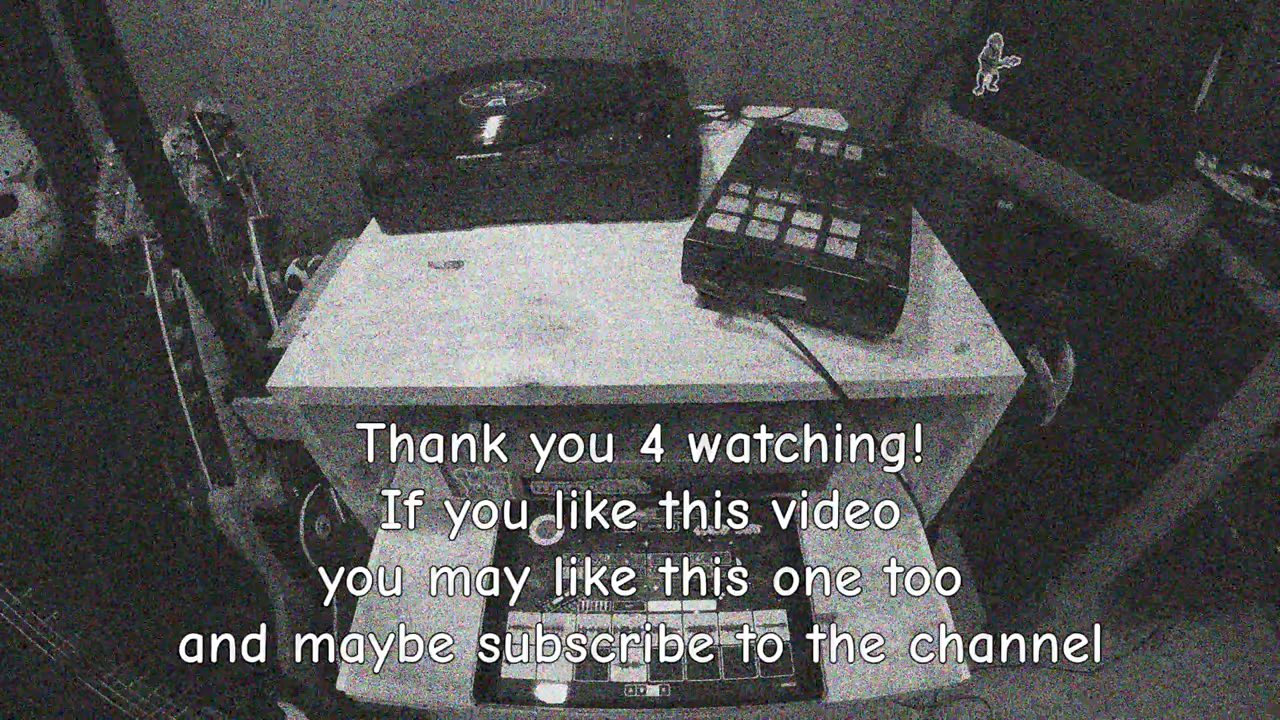 Thank you 4 watching!
If you like this video
you may like this one too
and maybe subscribe to the channel